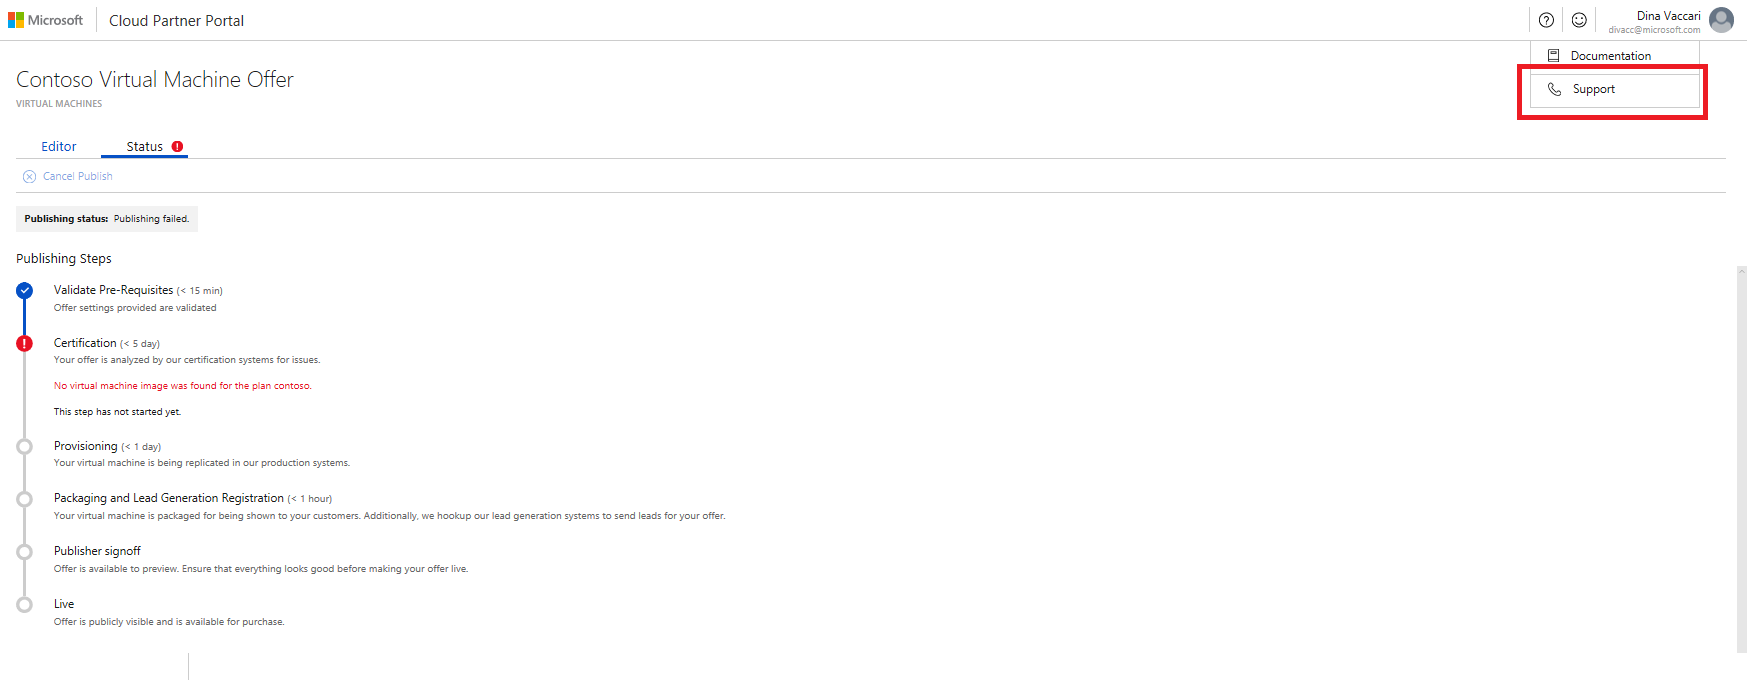 Microsoft
Cloud Partner Portal
Dina Vaccari
divacc@microsoft.com
Documentation
Support
Contoso Virtual Machine Offer
VIRTUAL MACHINES
Editor
Status
Cancel Publish
Publishing status: Publishing failed.
Publishing Steps
Validate Pre-Requisites (< 15 min)
Offer settings provided are validated
Certification (< 5 day)
Your offer is analyzed by our certification systems for issues.
No virtual machine image was found for the plan contoso.
This step has not started yet.
Provisioning (< 1 day)
Your virtual machine is being replicated in our production systems.
Packaging and Lead Generation Registration (< 1 hour)
Your virtual machine is packaged for being shown to your customers. Additionally, we hookup our lead generation systems to send leads for your offer.
Publisher signoff
Offer is available to preview. Ensure that everything looks good before making your offer live.
Live
Offer is publicly visible and is available for purchase.